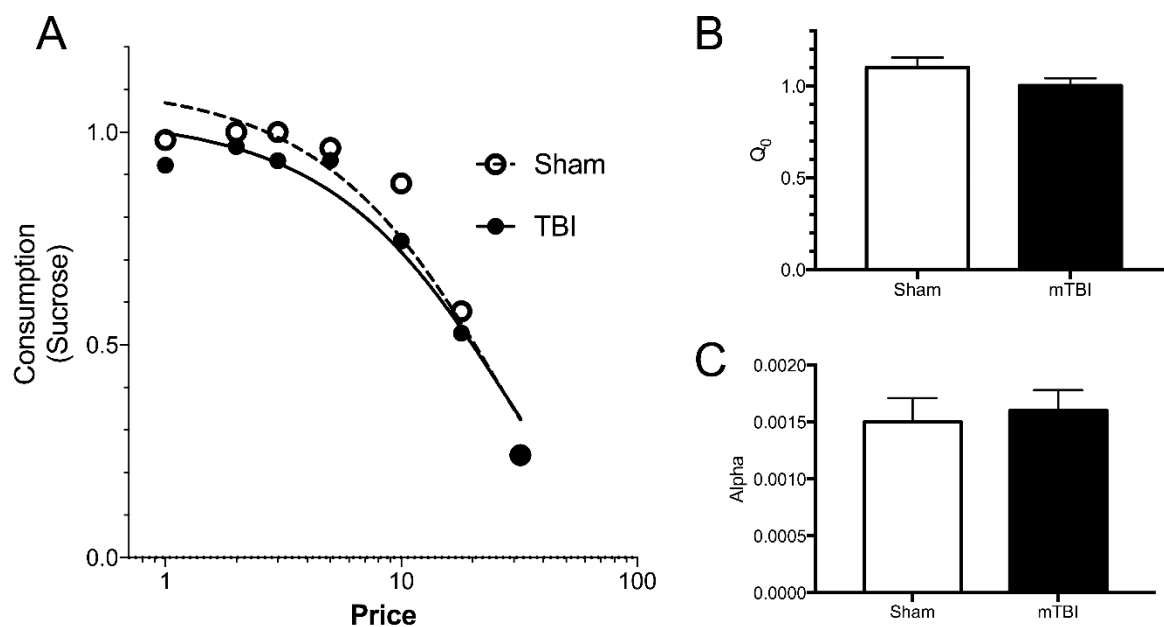 A
1.0
0.5
0.0
Consumption
(Sucrose)
1
10
100
Price
Sham
TBI
B
1.0
0.5
0.0
Q0
Sham
mTBI
C
0.0020
0.0015
0.0010
0.0005
0.0000
Alpha
Sham
mTBI